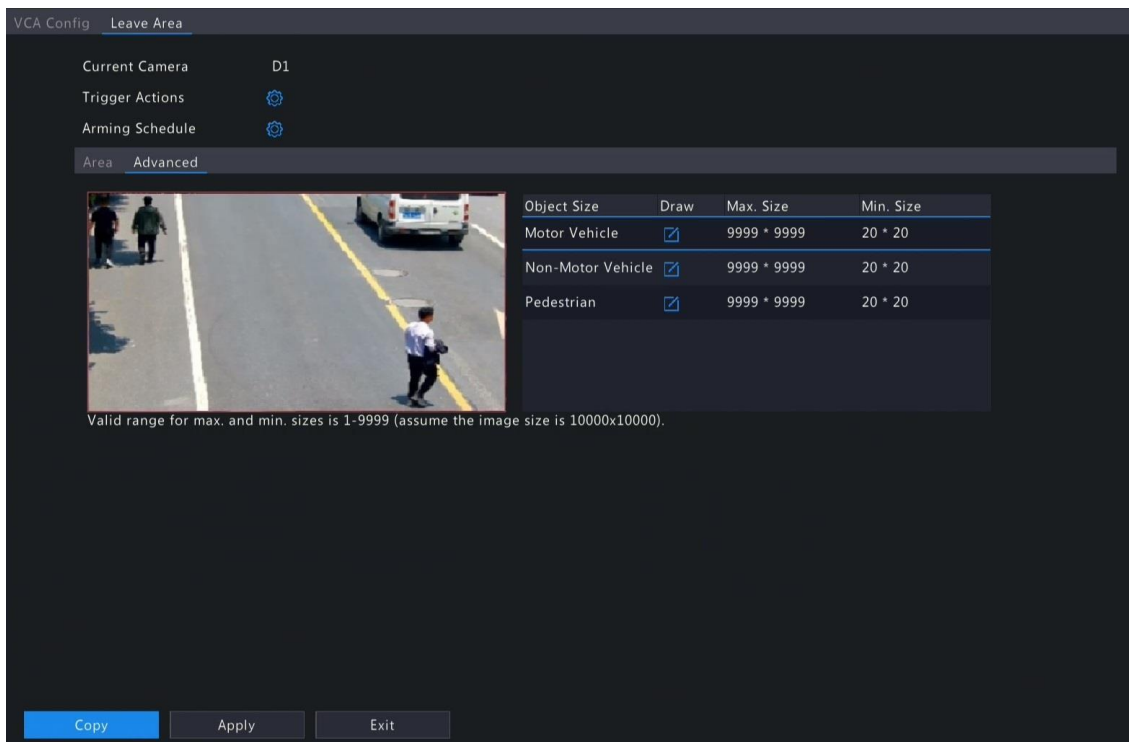 VCA Config Leave Area
Current Camera D1
Trigger Actions
Arming Schedule
Area Advanced
Object Size Draw Max. Size Min. Size
Motor Vehicle 9999 * 9999 20 * 20
Non-Motor Vehicle 9999 * 9999 20 * 20
Pedestrian 9999 * 9999 20 * 20
Valid range for max. and min. sizes is 1-9999 (assume the image size is 10000x10000).
Copy Apply Exit